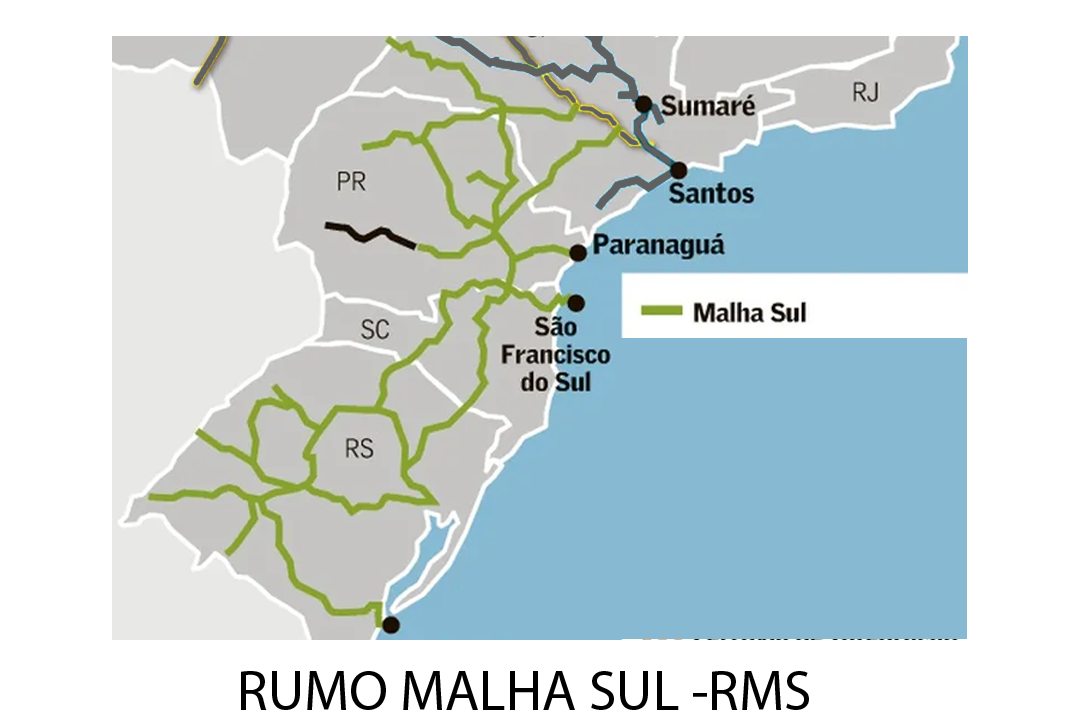 RJ
Sumaré
PR
Santos
Paranaguá
Malha Sul
SC
São
Francisco
do Sul
RS
RUMO MALHA SUL -RMS